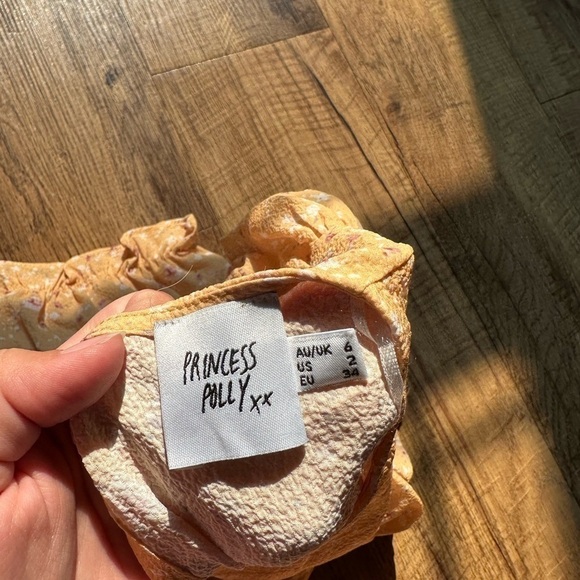 PRINCESS
POLLY xx
AU/UK 6
US 2
EU 34